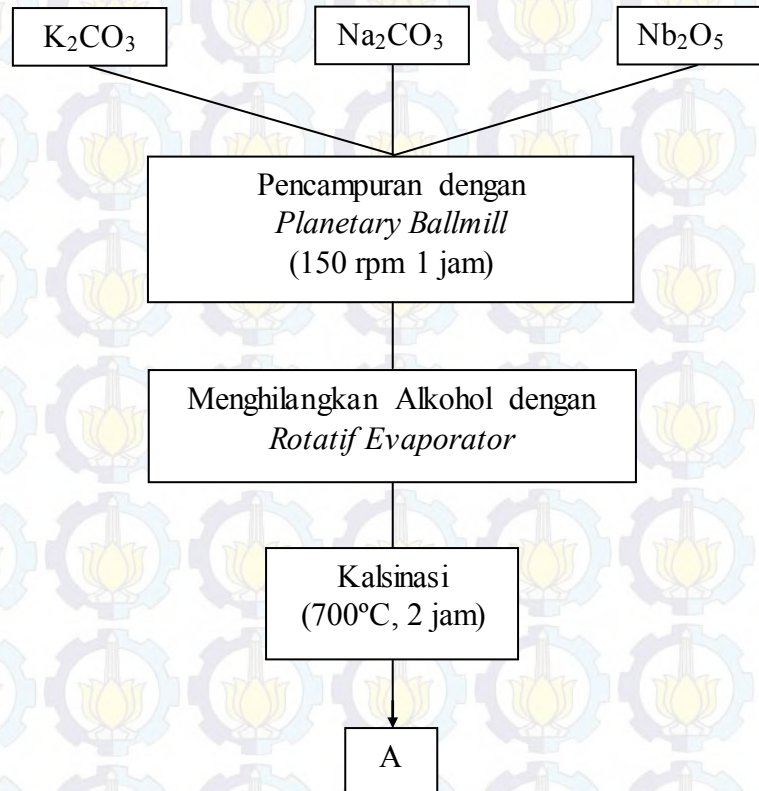 K₂CO₃
Na₂CO₃
Nb₂O₅
Pencampuran dengan
Planetary Ballmill
(150 rpm 1 jam)
Menghilangkan Alkohol dengan
Rotatif Evaporator
Kalsinasi
(700ºC, 2 jam)
A